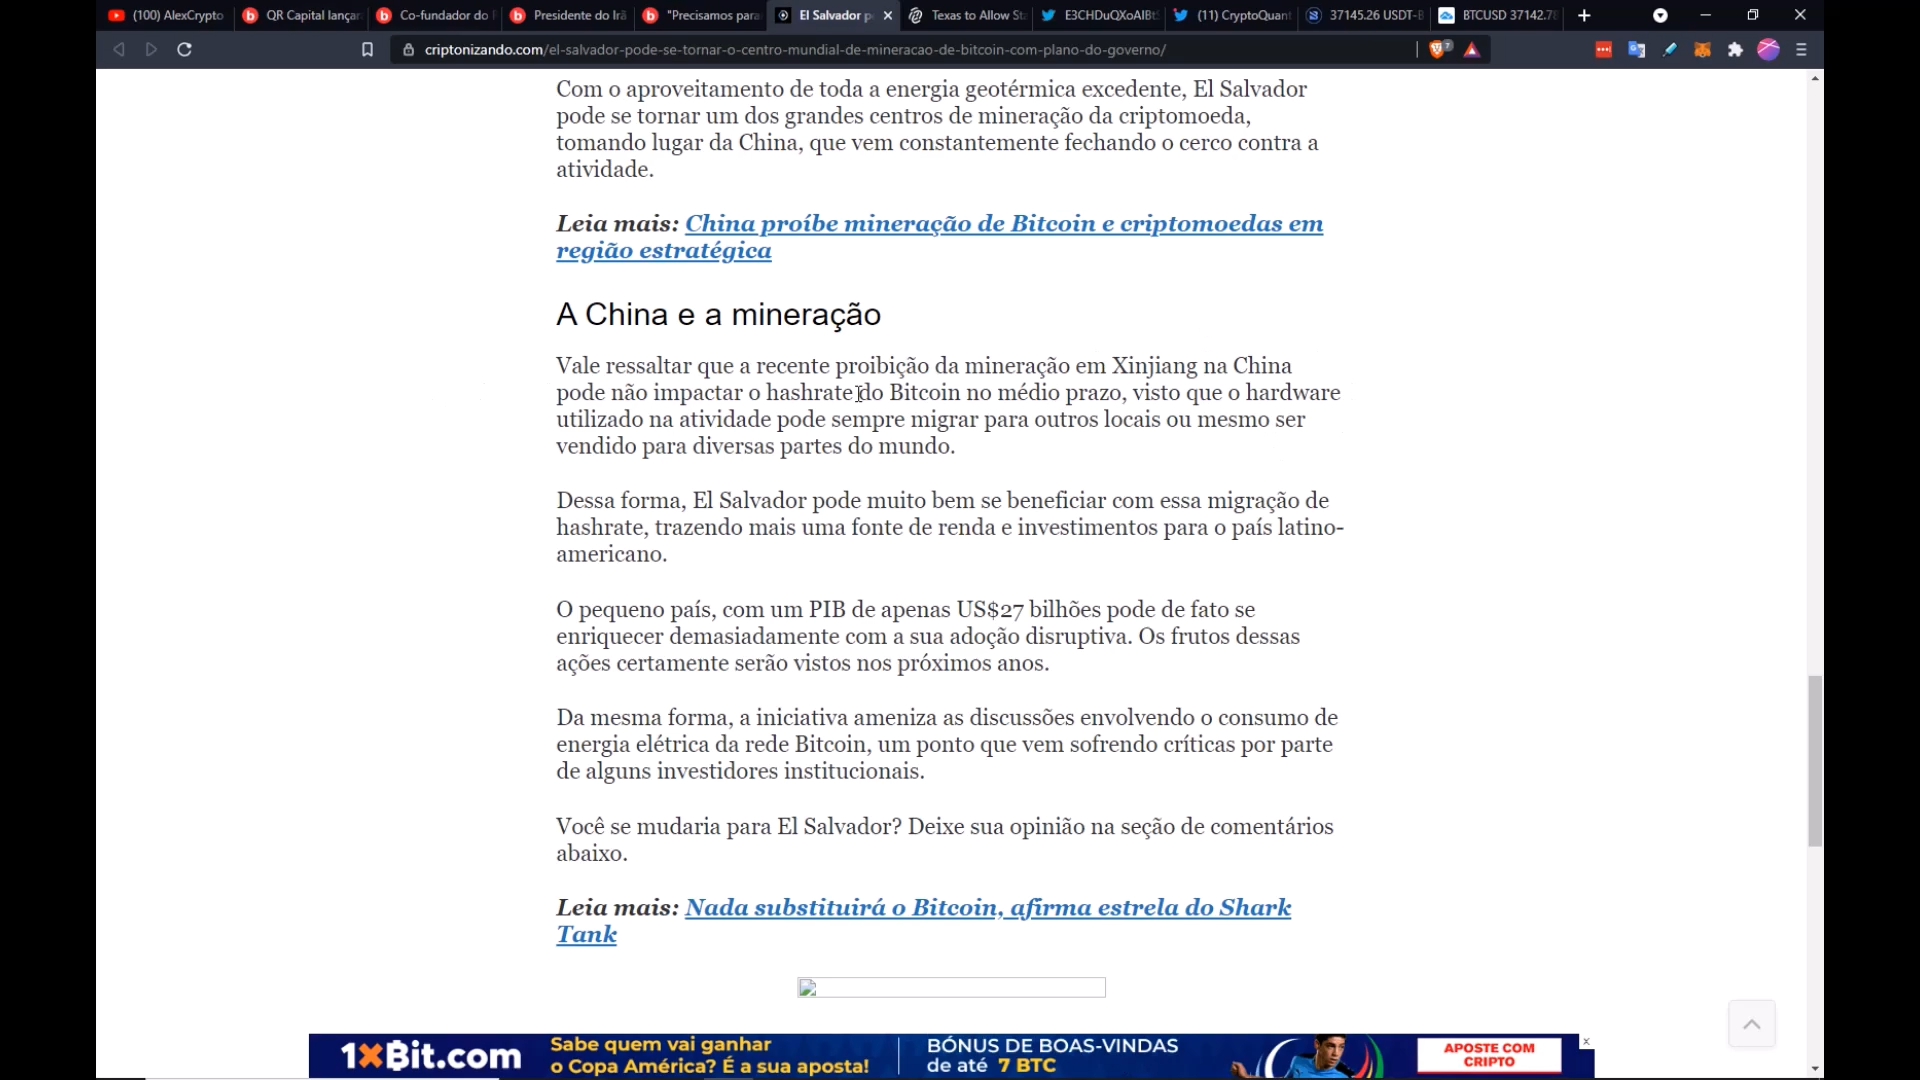 (100) AlexCrypto
QR Capital lançar
Co-fundador do
Presidente do Irã
"Precisamos para
El Salvador p
Texas to Allow St
E3CHDuQXoAIBt
(11) CryptoQuant
37145.26 USDT-B
BTCUSD 37142.78
criptonizando.com/el-salvador-pode-se-tornar-o-centro-mundial-de-mineracao-de-bitcoin-com-plano-do-governo/
Com o aproveitamento de toda a energia geotérmica excedente, El Salvador
pode se tornar um dos grandes centros de mineração da criptomoeda,
tomando lugar da China, que vem constantemente fechando o cerco contra a
atividade.
Leia mais: China proíbe mineração de Bitcoin e criptomoedas em
região estratégica
A China e a mineração
Vale ressaltar que a recente proibição da mineração em Xinjiang na China
pode não impactar o hashrate do Bitcoin no médio prazo, visto que o hardware
utilizado na atividade pode sempre migrar para outros locais ou mesmo ser
vendido para diversas partes do mundo.
Dessa forma, El Salvador pode muito bem se beneficiar com essa migração de
hashrate, trazendo mais uma fonte de renda e investimentos para o país latino-
americano.
O pequeno país, com um PIB de apenas US$27 bilhões pode de fato se
enriquecer demasiadamente com a sua adoção disruptiva. Os frutos dessas
ações certamente serão vistos nos próximos anos.
Da mesma forma, a iniciativa ameniza as discussões envolvendo o consumo de
energia elétrica da rede Bitcoin, um ponto que vem sofrendo críticas por parte
de alguns investidores institucionais.
Você se mudaria para El Salvador? Deixe sua opinião na seção de comentários
abaixo.
Leia mais: Nada substituirá o Bitcoin, afirma estrela do Shark
Tank
1xBit.com
Sabe quem vai ganhar
o Copa América? É a sua aposta!
BÓNUS DE BOAS-VINDAS
de até 7 BTC
APOSTE COM
CRIPTO